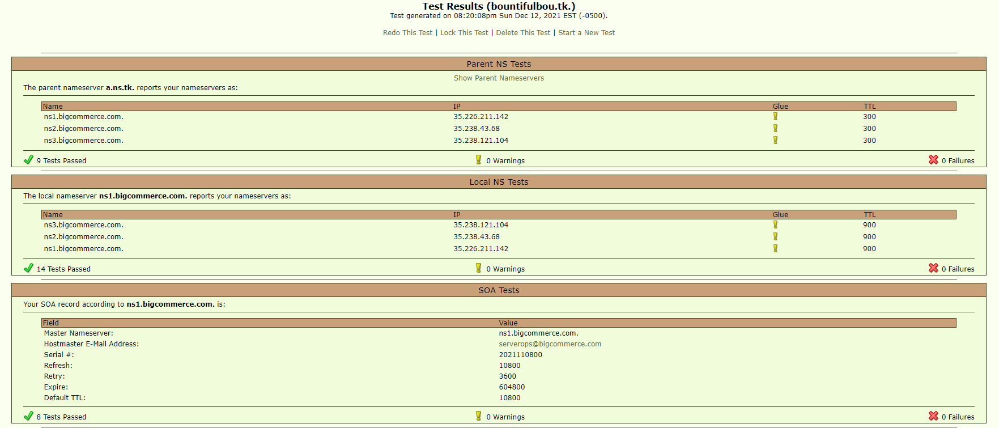 Test Results (bountifulbou.tk.)
Test generated on 08:20:08pm Sun Dec 12, 2021 EST (-0500).
Redo This Test | Lock This Test | Delete This Test | Start a New Test
Parent NS Tests
Show Parent Nameservers
The parent nameserver a.ns.tk. reports your nameservers as:
Name IP Glue TTL
ns1.bigcommerce.com. 35.226.211.142 300
ns2.bigcommerce.com. 35.238.43.68 300
ns3.bigcommerce.com. 35.238.121.104 300
9 Tests Passed 0 Warnings 0 Failures
Local NS Tests
The local nameserver ns1.bigcommerce.com. reports your nameservers as:
Name IP Glue TTL
ns3.bigcommerce.com. 35.238.121.104 900
ns2.bigcommerce.com. 35.238.43.68 900
ns1.bigcommerce.com. 35.226.211.142 900
14 Tests Passed 0 Warnings 0 Failures
SOA Tests
Your SOA record according to ns1.bigcommerce.com. is:
Field Value
Master Nameserver: ns1.bigcommerce.com.
Hostmaster E-Mail Address: serverops@bigcommerce.com
Serial #: 2021110800
Refresh: 10800
Retry: 3600
Expire: 604800
Default TTL: 10800
8 Tests Passed 0 Warnings 0 Failures